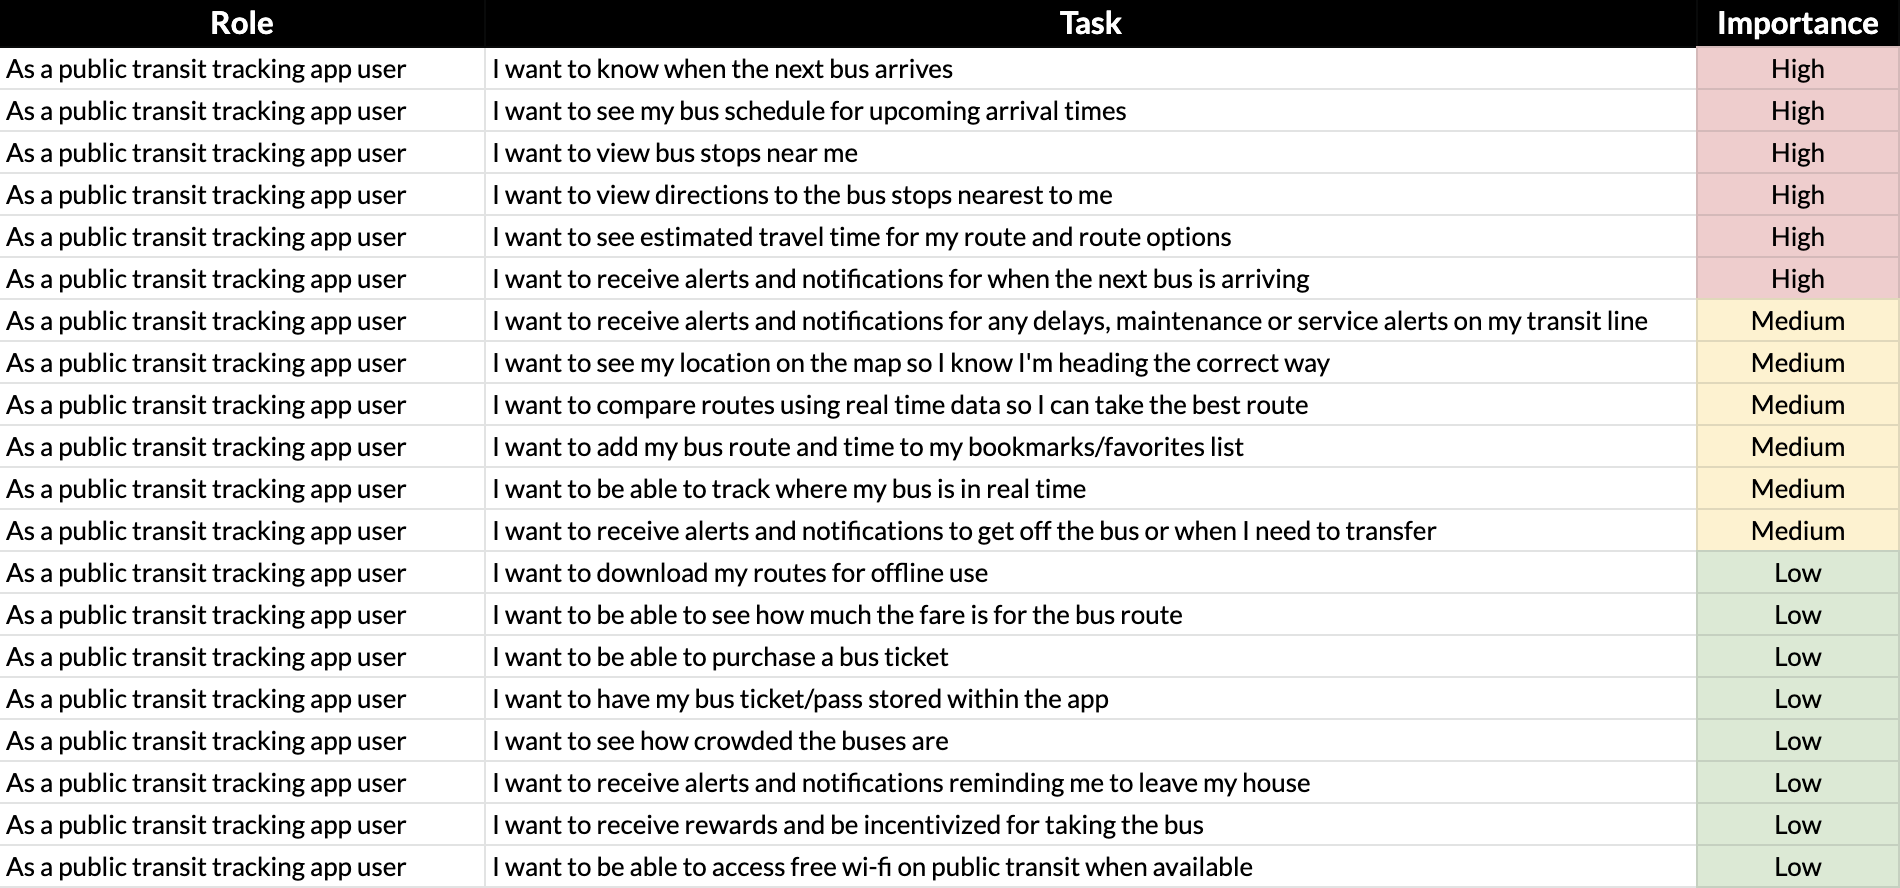 Role Task Importance
As a public transit tracking app user I want to know when the next bus arrives High
As a public transit tracking app user I want to see my bus schedule for upcoming arrival times High
As a public transit tracking app user I want to view bus stops near me High
As a public transit tracking app user I want to view directions to the bus stops nearest to me High
As a public transit tracking app user I want to see estimated travel time for my route and route options High
As a public transit tracking app user I want to receive alerts and notifications for when the next bus is arriving High
As a public transit tracking app user I want to receive alerts and notifications for any delays, maintenance or service alerts on my transit line Medium
As a public transit tracking app user I want to see my location on the map so I know I'm heading the correct way Medium
As a public transit tracking app user I want to compare routes using real time data so I can take the best route Medium
As a public transit tracking app user I want to add my bus route and time to my bookmarks/favorites list Medium
As a public transit tracking app user I want to be able to track where my bus is in real time Medium
As a public transit tracking app user I want to receive alerts and notifications to get off the bus or when I need to transfer Medium
As a public transit tracking app user I want to download my routes for offline use Low
As a public transit tracking app user I want to be able to see how much the fare is for the bus route Low
As a public transit tracking app user I want to be able to purchase a bus ticket Low
As a public transit tracking app user I want to have my bus ticket/pass stored within the app Low
As a public transit tracking app user I want to see how crowded the buses are Low
As a public transit tracking app user I want to receive alerts and notifications reminding me to leave my house Low
As a public transit tracking app user I want to receive rewards and be incentivized for taking the bus Low
As a public transit tracking app user I want to be able to access free wi-fi on public transit when available Low